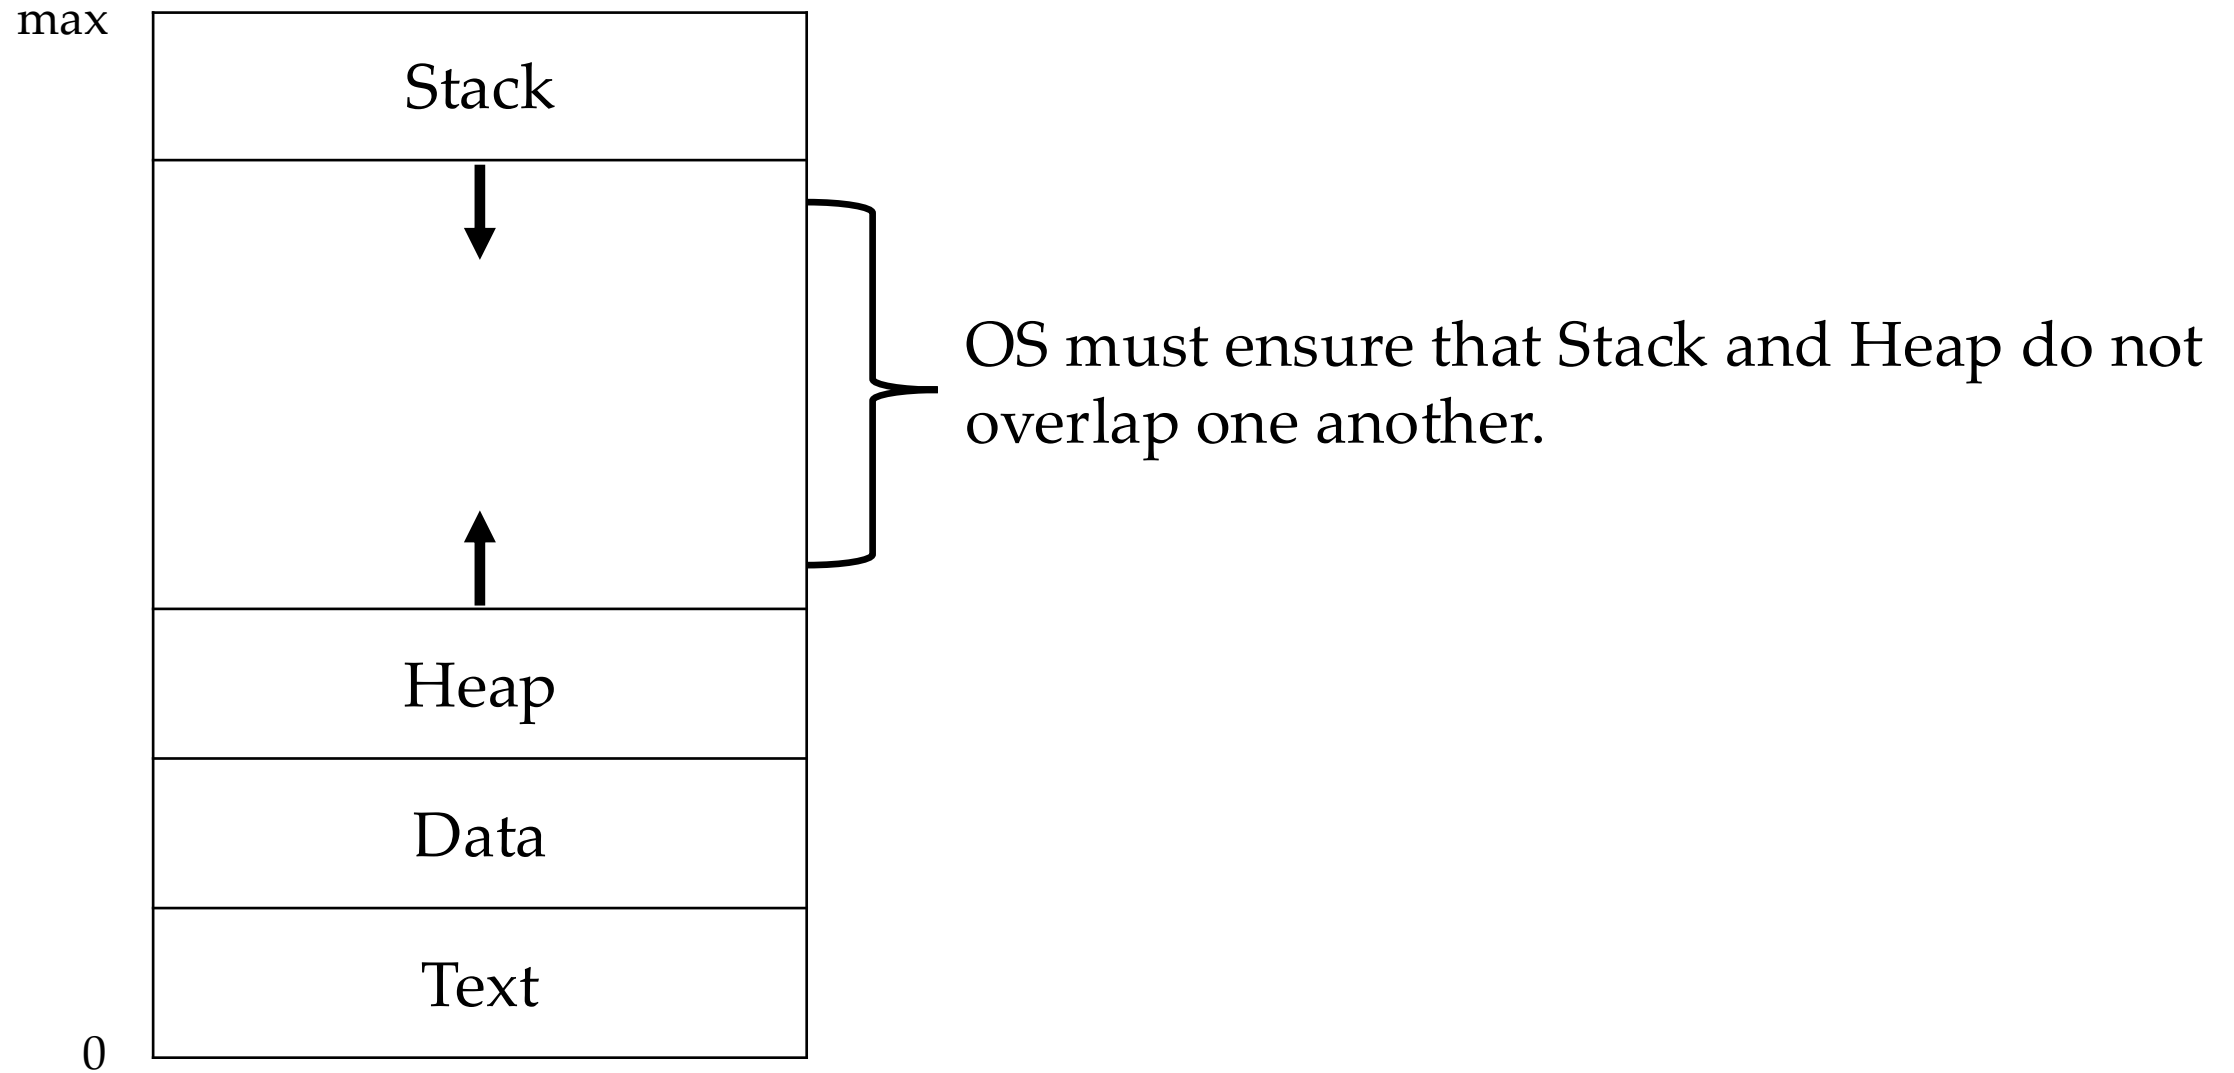 max
Stack
OS must ensure that Stack and Heap do not
overlap one another.
Heap
Data
Text
0